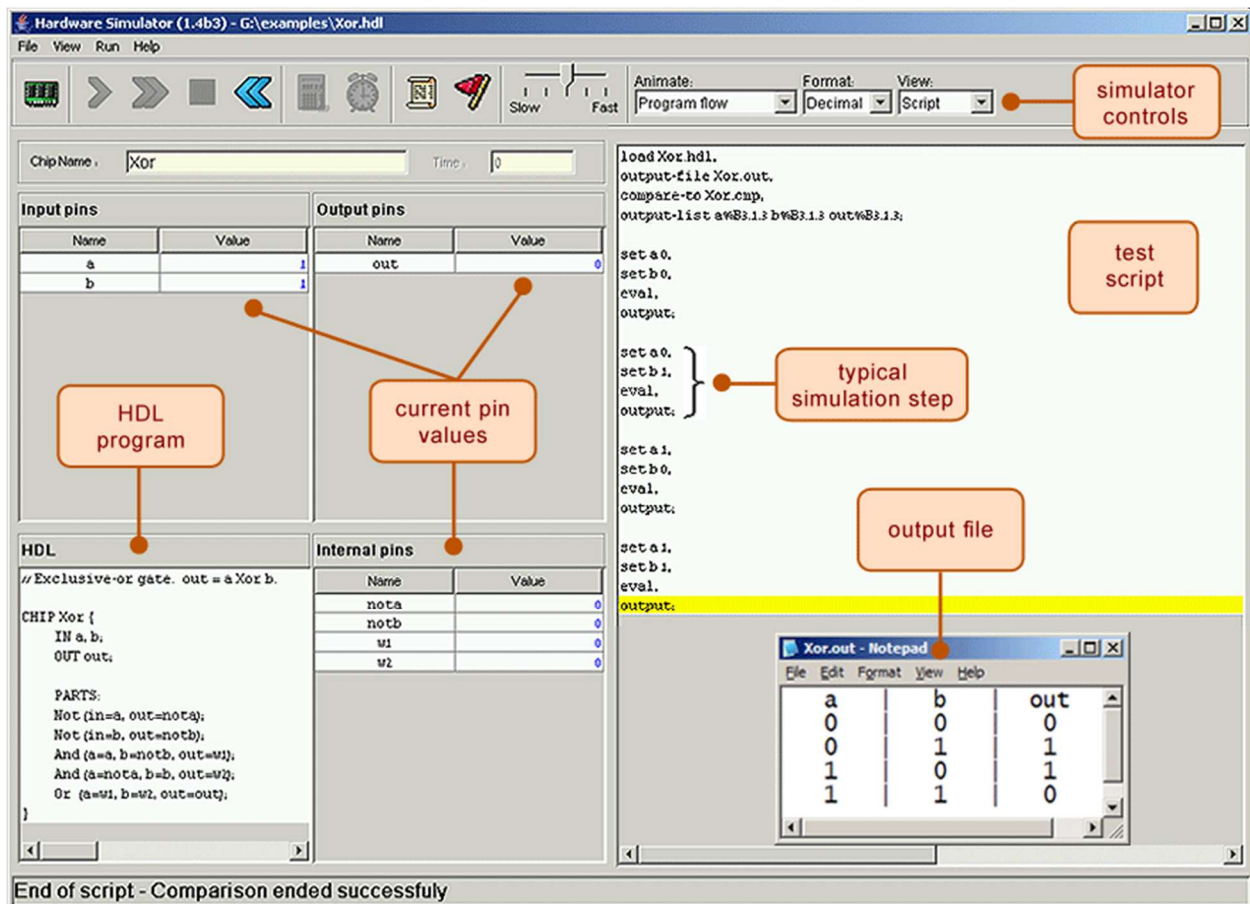 Hardware Simulator (1.4b3) - G:\examples\Xor.hdl
File View Run Help
Slow Fast
Animate:
Program flow
Format:
Decimal
View:
Script
simulator
controls
Chip Name :
Xor
Time :
0
Input pins
Name Value
a 1
b 1
Output pins
Name Value
out 0
HDL
program
current pin
values
HDL
// Exclusive-or gate. out = a Xor b.
CHIP Xor {
IN a, b;
OUT out;
PARTS:
Not (in=a, out=nota);
Not (in=b, out=notb);
And (a=a, b=notb, out=w1);
And (a=nota, b=b, out=w2);
Or (a=w1, b=w2, out=out);
}
Internal pins
Name Value
nota 0
notb 0
w1 0
w2 0
load Xor.hdl,
output-file Xor.out,
compare-to Xor.cmp,
output-list a%B3.1.3 b%B3.1.3 out%B3.1.3;
set a 0,
set b 0,
eval,
output;
set a 0,
set b 1,
eval,
output;
set a 1,
set b 0,
eval,
output;
set a 1,
set b 1,
eval,
output;
test
script
typical
simulation step
output file
Xor.out - Notepad
File Edit Format View Help
a | b | out
0 | 0 | 0
0 | 1 | 1
1 | 0 | 1
1 | 1 | 0
End of script - Comparison ended successfuly